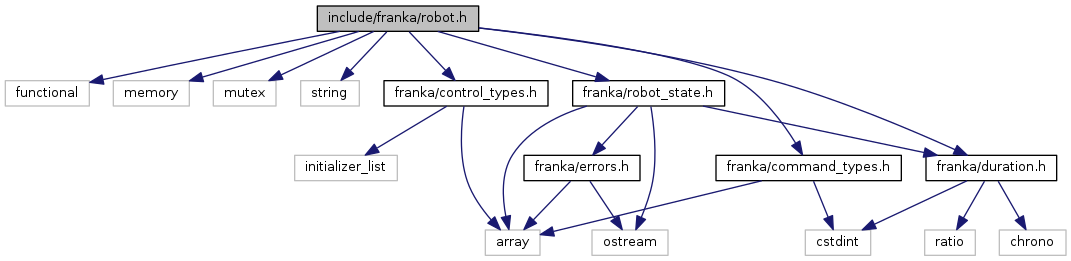 include/franka/robot.h
functional
memory
mutex
string
franka/control_types.h
franka/robot_state.h
initializer_list
franka/errors.h
franka/command_types.h
franka/duration.h
array
ostream
cstdint
ratio
chrono